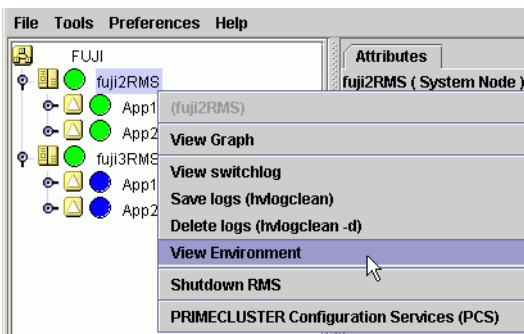 File Tools Preferences Help
FUJI
Attributes
fuji2RMS
fuji2RMS ( System Node )
App1
(fuji2RMS)
App2
View Graph
fuji3RMS
View switchlog
App1
Save logs (hvlogclean)
App2
Delete logs (hvlogclean -d)
View Environment
Shutdown RMS
PRIMECLUSTER Configuration Services (PCS)